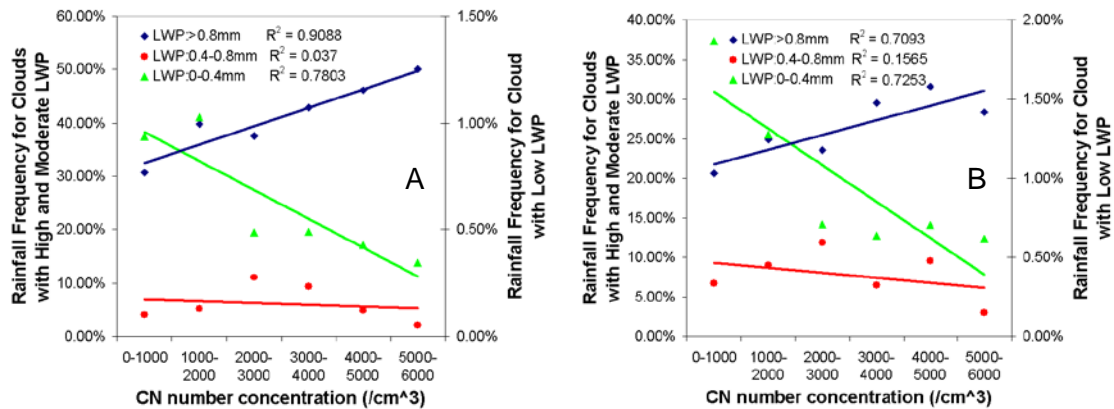 60.00%
50.00%
40.00%
30.00%
20.00%
10.00%
0.00%
Rainfall Frequency for Clouds
with High and Moderate LWP
LWP:>0.8mm R² = 0.9088
LWP:0.4-0.8mm R² = 0.037
LWP:0-0.4mm R² = 0.7803
A
1.50%
1.00%
0.50%
0.00%
Rainfall Frequency for Cloud
with Low LWP
0-1000 1000- 2000- 3000- 4000- 5000-
2000 3000 4000 5000 6000
CN number concentration (/cm^3)
40.00%
35.00%
30.00%
25.00%
20.00%
15.00%
10.00%
5.00%
0.00%
Rainfall Frequency for Clouds
with High and Moderate LWP
LWP:>0.8mm R² = 0.7093
LWP:0.4-0.8mm R² = 0.1565
LWP:0-0.4mm R² = 0.7253
B
2.00%
1.50%
1.00%
0.50%
0.00%
Rainfall Frequency for Cloud
with Low LWP
0-1000 1000- 2000- 3000- 4000- 5000-
2000 3000 4000 5000 6000
CN number concentration (/cm^3)